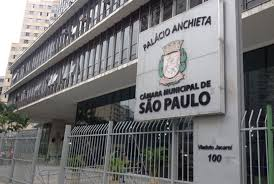 PALÁCIO ANCHIETA
CÂMARA MUNICIPAL DE
SÃO PAULO
Viaduto Jacareí
100